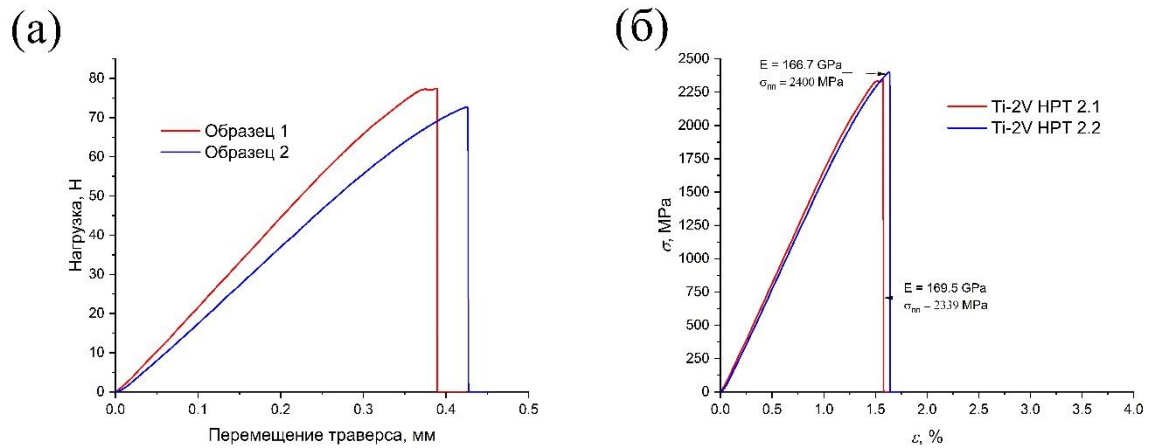 (а)
80
70
60
50
40
30
20
10
0
0.0 0.1 0.2 0.3 0.4 0.5
Нагрузка, Н
Перемещение траверса, мм
Образец 1
Образец 2
(б)
2500
2250
2000
1750
1500
1250
1000
750
500
250
0
0.0 0.5 1.0 1.5 2.0 2.5 3.0 3.5 4.0
σ, MPa
ε, %
E = 166.7 GPa
σпп = 2400 MPa
Ti-2V HPT 2.1
Ti-2V HPT 2.2
E = 169.5 GPa
σпп = 2339 MPa